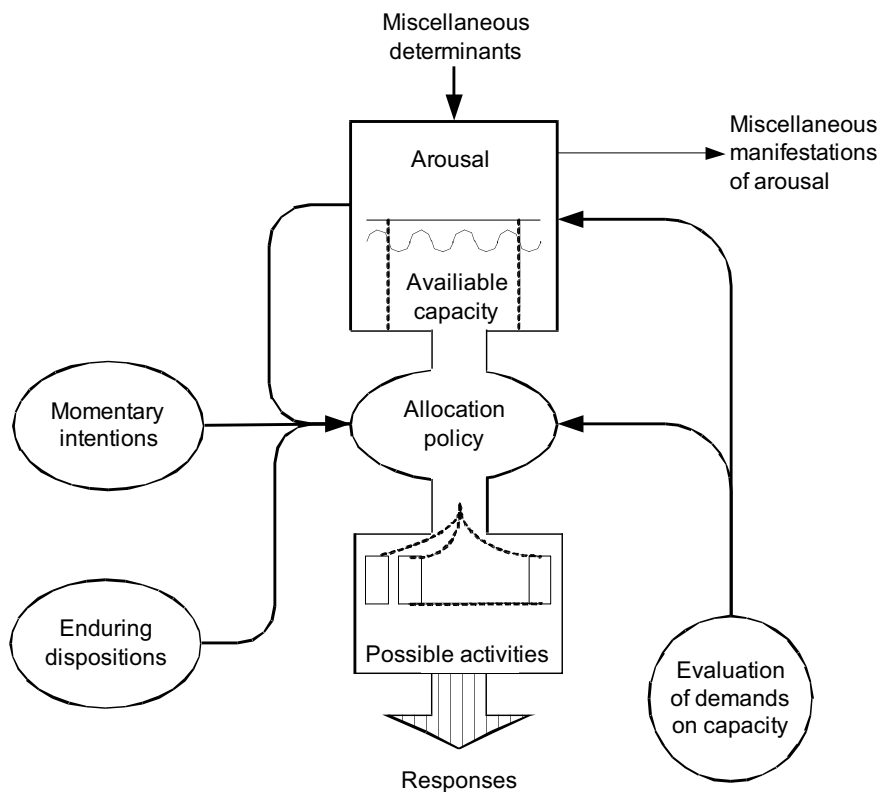 Miscellaneous
determinants
Arousal
Miscellaneous
manifestations
of arousal
Availiable
capacity
Momentary
intentions
Allocation
policy
Enduring
dispositions
Possible activities
Evaluation
of demands
on capacity
Responses